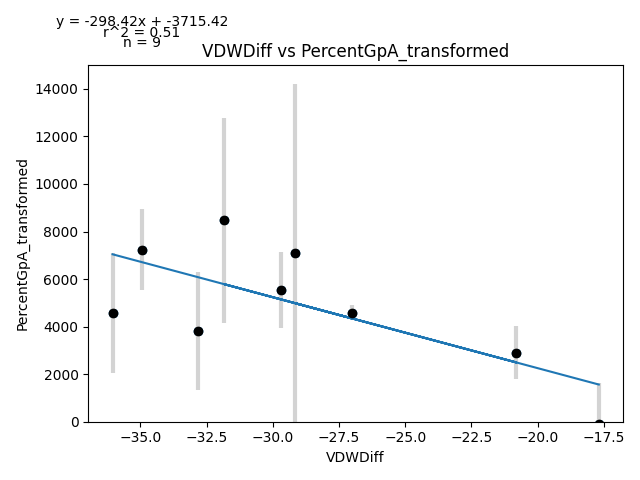 y = -298.42x + -3715.42
r^2 = 0.51
n = 9
VDWDiff vs PercentGpA_transformed
14000
12000
10000
8000
6000
4000
2000
0
PercentGpA_transformed
−35.0
−32.5
−30.0
−27.5
−25.0
−22.5
−20.0
−17.5
VDWDiff